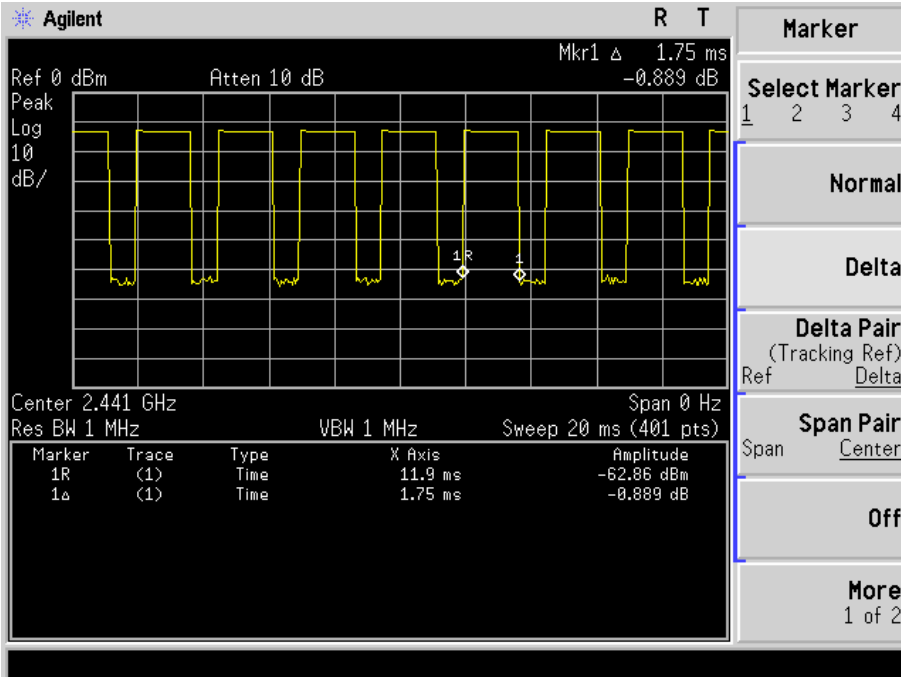 Agilent R T
Mkr1 Δ 1.75 ms
Ref 0 dBm Atten 10 dB -0.889 dB
Peak
Log
10
dB/
1R 1
Center 2.441 GHz Span 0 Hz
Res BW 1 MHz VBW 1 MHz Sweep 20 ms (401 pts)
Marker Trace Type X Axis Amplitude
1R (1) Time 11.9 ms -62.86 dBm
1Δ (1) Time 1.75 ms -0.889 dB
Marker
Select Marker
1 2 3 4
Normal
Delta
Delta Pair
(Tracking Ref)
Ref Delta
Span Pair
Span Center
Off
More
1 of 2